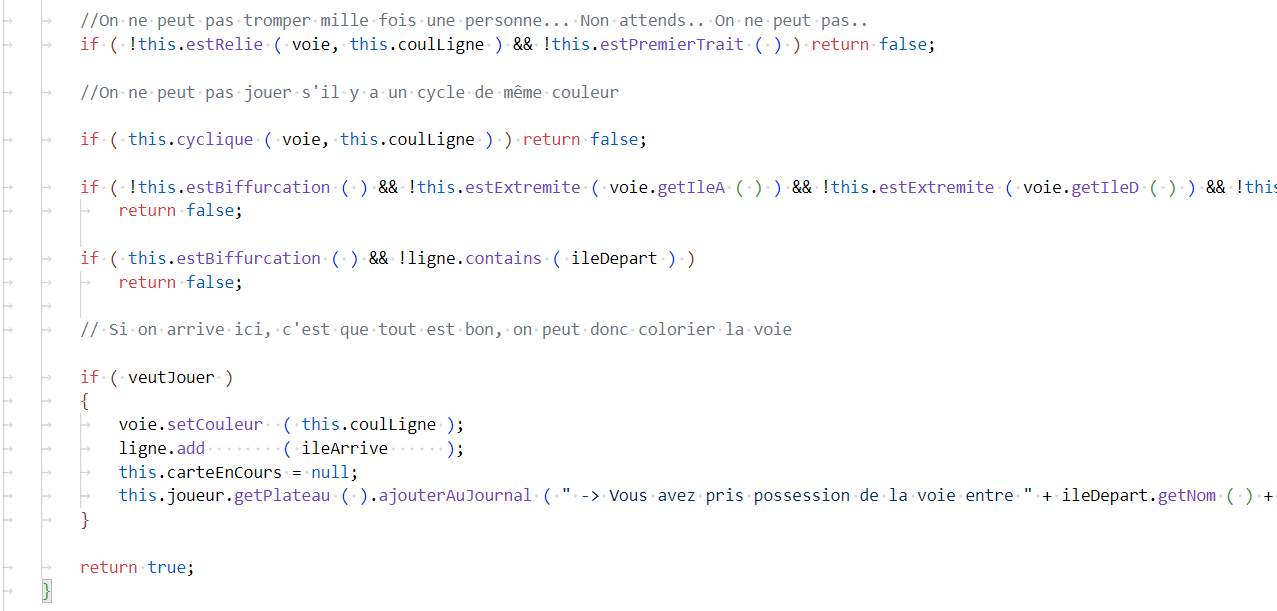 //On ne peut pas tromper mille fois une personne... Non attends.. On ne peut pas..
if ( !this.estRelie ( voie, this.coulLigne ) && !this.estPremierTrait ( ) ) return false;
//On ne peut pas jouer s'il y a un cycle de même couleur
if ( this.cyclique ( voie, this.coulLigne ) ) return false;
if ( !this.estBiffurcation ( ) && !this.estExtremite ( voie.getIleA ( ) ) && !this.estExtremite ( voie.getIleD ( ) ) && !this
return false;
if ( this.estBiffurcation ( ) && !ligne.contains ( ileDepart ) )
return false;
// Si on arrive ici, c'est que tout est bon, on peut donc colorier la voie
if ( veutJouer )
{
voie.setCouleur  ( this.coulLigne );
ligne.add        ( ileArrive      );
this.carteEnCours = null;
this.joueur.getPlateau ( ).ajouterAuJournal ( " -> Vous avez pris possession de la voie entre " + ileDepart.getNom ( ) +
}
return true;
}